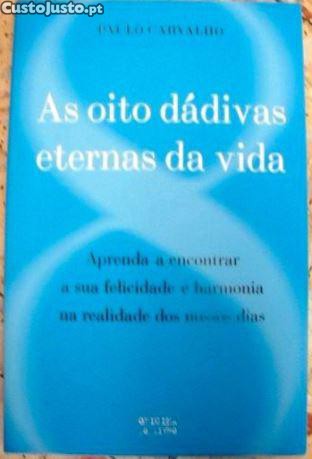 CustoJusto.pt
PAULO CARVALHO
As oito dádivas
eternas da vida
Aprenda a encontrar
a sua felicidade e harmonia
na realidade dos nossos dias